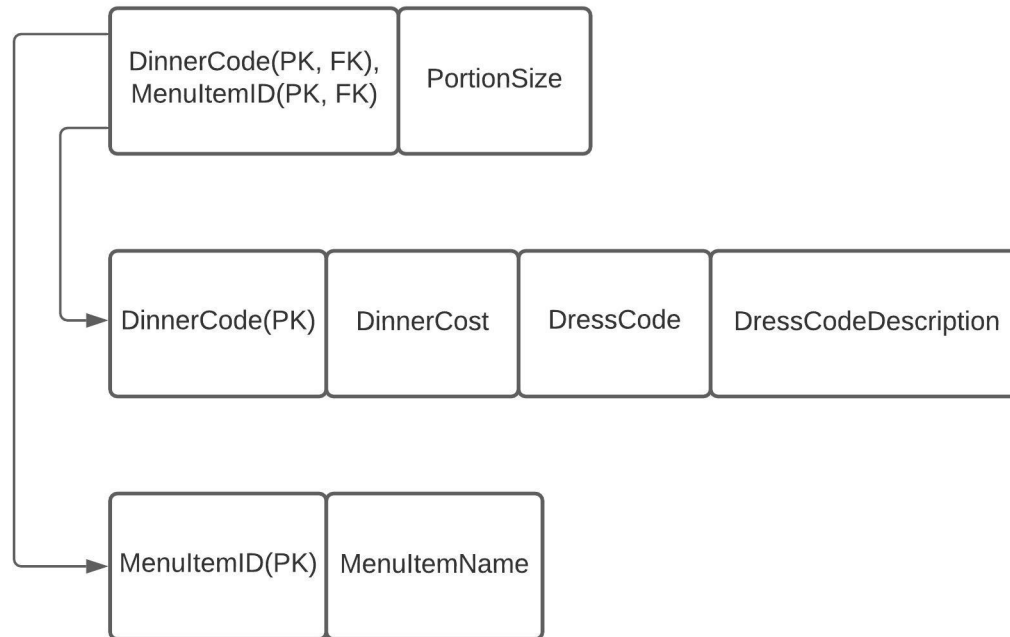 DinnerCode(PK, FK),
MenuItemID(PK, FK)
PortionSize
DinnerCode(PK)
DinnerCost
DressCode
DressCodeDescription
MenuItemID(PK)
MenuItemName